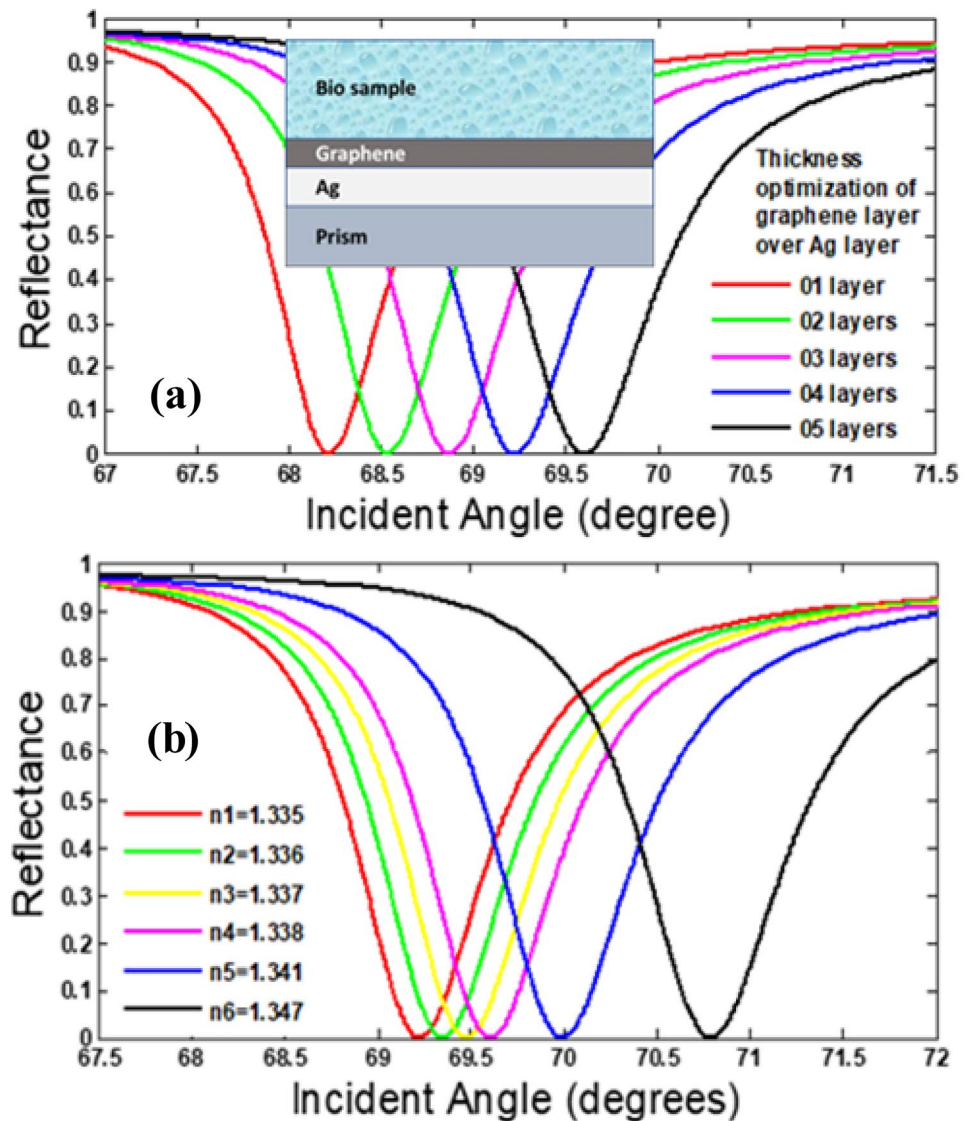 1
0.9
0.8
0.7
0.6
0.5
0.4
0.3
0.2
0.1
0
Reflectance
Bio sample
Graphene
Ag
Prism
Thickness
optimization of
graphene layer
over Ag layer
01 layer
02 layers
03 layers
04 layers
05 layers
(a)
67 67.5 68 68.5 69 69.5 70 70.5 71 71.5
Incident Angle (degree)
1
0.9
0.8
0.7
0.6
0.5
0.4
0.3
0.2
0.1
0
Reflectance
(b)
n1=1.335
n2=1.336
n3=1.337
n4=1.338
n5=1.341
n6=1.347
67.5 68 68.5 69 69.5 70 70.5 71 71.5 72
Incident Angle (degrees)